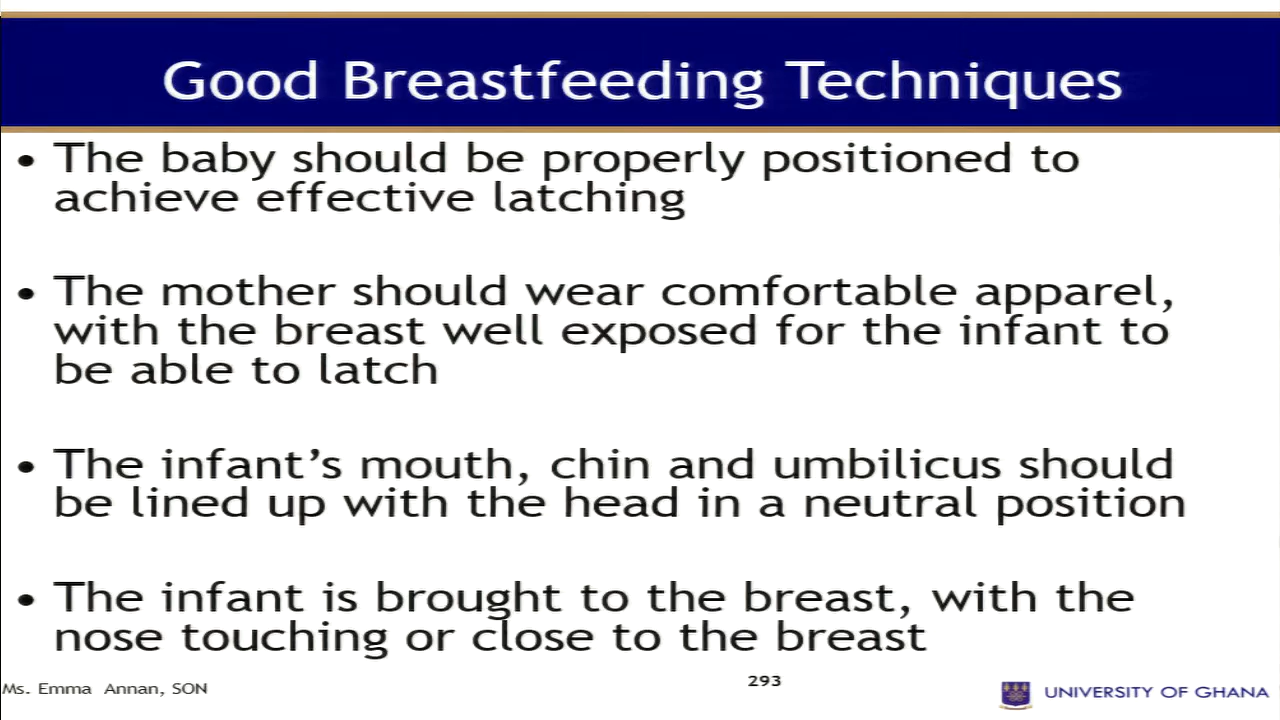 Good Breastfeeding Techniques
• The baby should be properly positioned to
achieve effective latching
• The mother should wear comfortable apparel,
with the breast well exposed for the infant to
be able to latch
• The infant’s mouth, chin and umbilicus should
be lined up with the head in a neutral position
• The infant is brought to the breast, with the
nose touching or close to the breast
Ms. Emma Annan, SON
293
UNIVERSITY OF GHANA